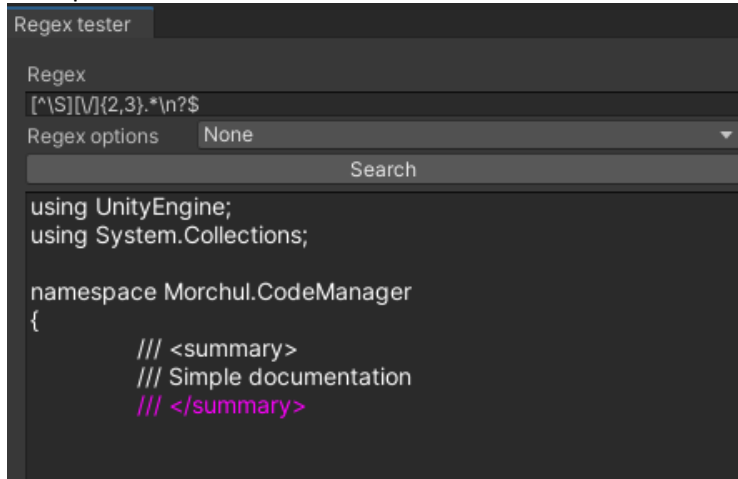 Regex tester
Regex
[^\S][\/]{2,3}.*\n?$
Regex options None
Search
using UnityEngine;
using System.Collections;
namespace Morchul.CodeManager
{
/// <summary>
/// Simple documentation
/// </summary>